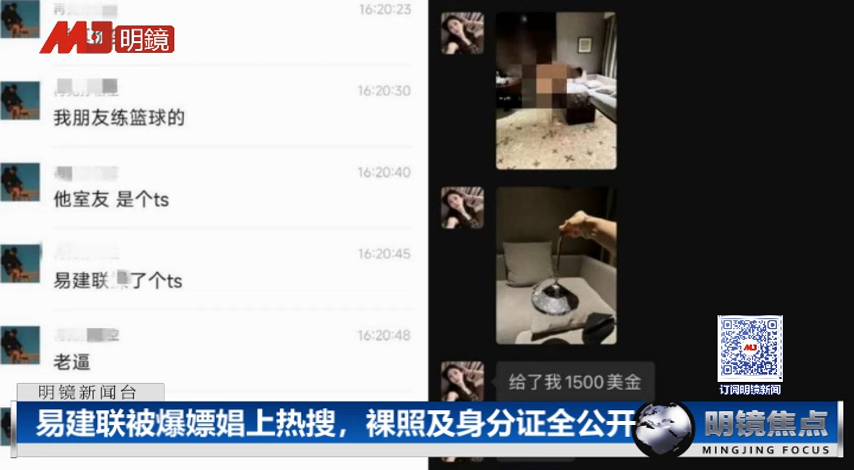 16:20:23
明鏡
16:20:30
我朋友练篮球的
16:20:40
他室友 是个ts
16:20:45
易建联 了个ts
16:20:48
老逼
给了我1500美金
订阅明镜新闻
明镜新闻台
易建联被爆嫖娼上热搜，裸照及身分证全公开
明镜焦点
MINGJING FOCUS